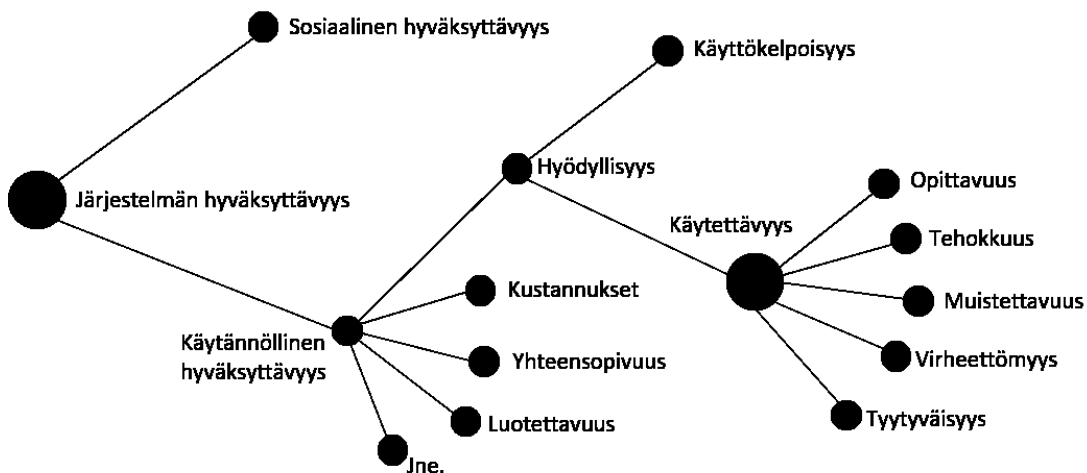 Sosiaalinen hyväksyttävyys
Käyttökelpoisyys
Järjestelmän hyväksyttävyys
Hyödyllisyys
Käytettävyys
Opittavuus
Tehokkuus
Muistettavuus
Virheettömyys
Tyytyväisyys
Käytännöllinen
hyväksyttävyys
Kustannukset
Yhteensopivuus
Luotettavuus
Jne.